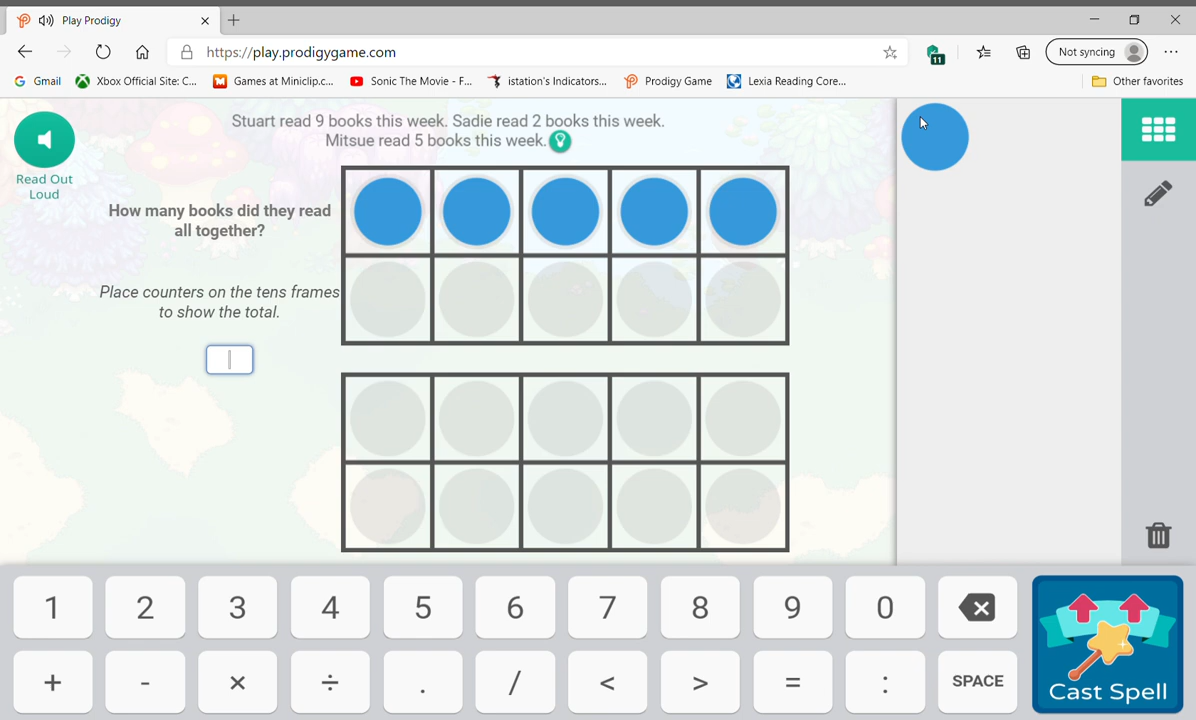 Play Prodigy
https://play.prodigygame.com
11
Not syncing
Gmail
Xbox Official Site: C...
Games at Miniclip.c...
Sonic The Movie - F...
istation's Indicators...
Prodigy Game
Lexia Reading Core...
Other favorites
Read Out
Loud
Stuart read 9 books this week. Sadie read 2 books this week.
Mitsue read 5 books this week.
How many books did they read
all together?
Place counters on the tens frames
to show the total.
1 2 3 4 5 6 7 8 9 0
+ - × ÷ . / < > = : SPACE
Cast Spell